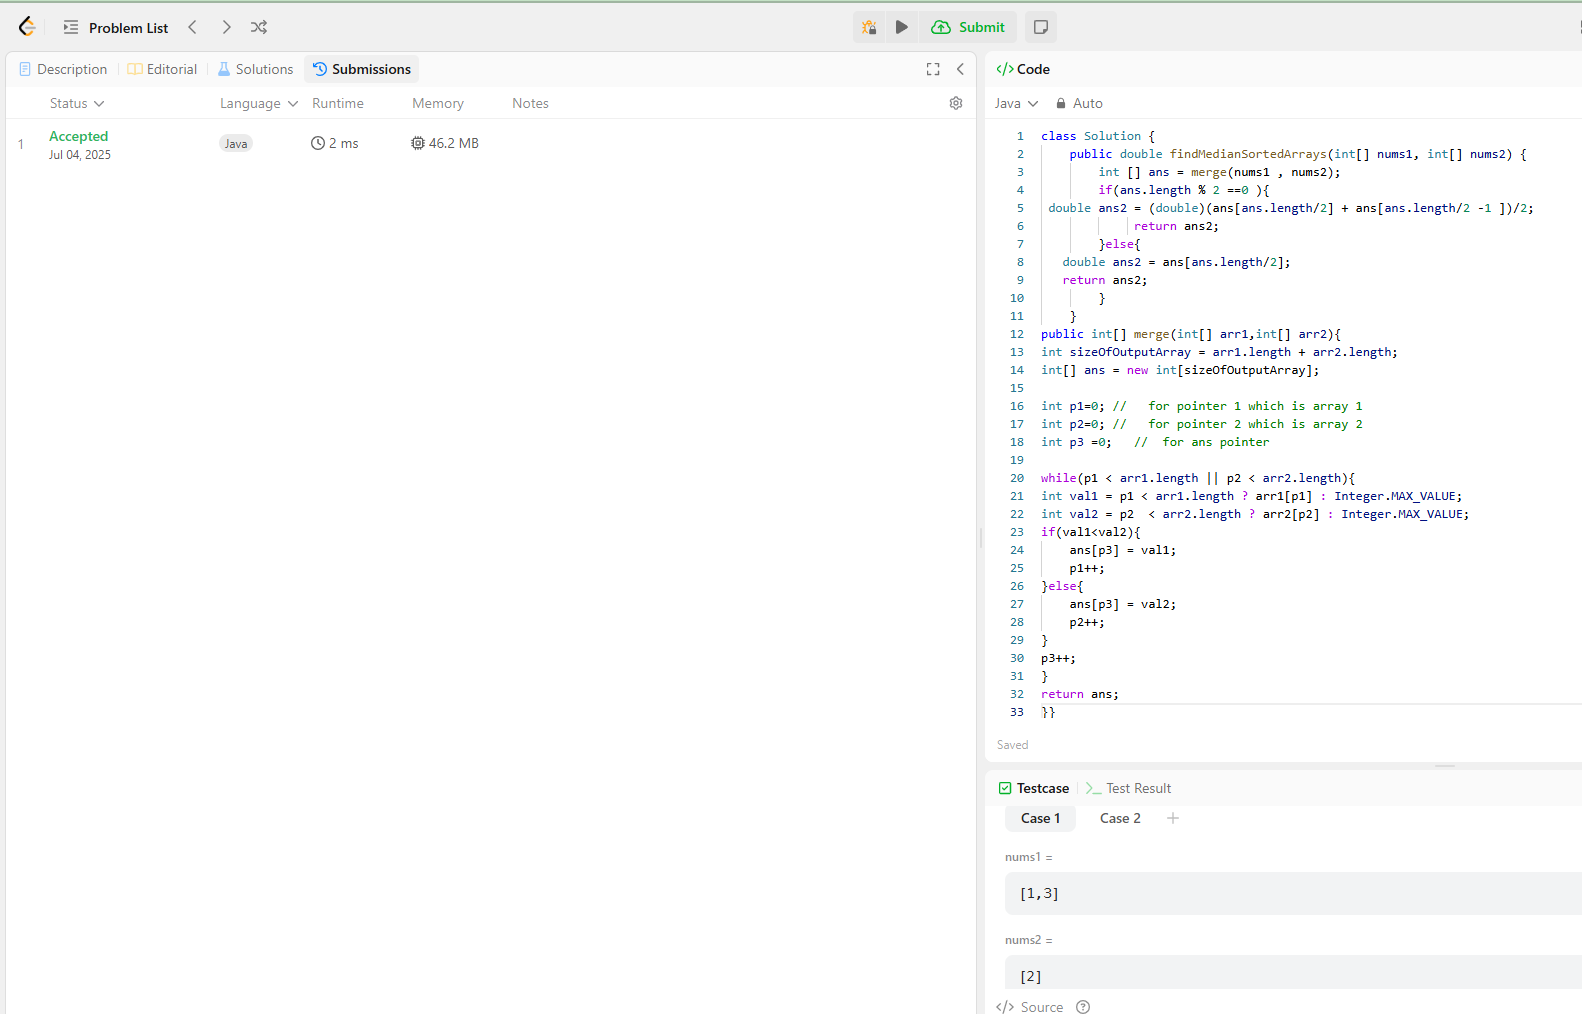 Problem List
Submit
Description
Editorial
Solutions
Submissions
Status
Language
Runtime
Memory
Notes
1
Accepted
Jul 04, 2025
Java
2 ms
46.2 MB
</> Code
Java
Auto
1 class Solution {
2     public double findMedianSortedArrays(int[] nums1, int[] nums2) {
3         int [] ans = merge(nums1 , nums2);
4         if(ans.length % 2 ==0 ){
5  double ans2 = (double)(ans[ans.length/2] + ans[ans.length/2 -1 ])/2;
6              return ans2;
7         }else{
8    double ans2 = ans[ans.length/2];
9    return ans2;
10         }
11     }
12 public int[] merge(int[] arr1,int[] arr2){
13 int sizeOfOutputArray = arr1.length + arr2.length;
14 int[] ans = new int[sizeOfOutputArray];
15
16 int p1=0; //   for pointer 1 which is array 1
17 int p2=0; //   for pointer 2 which is array 2
18 int p3 =0;   //  for ans pointer
19
20 while(p1 < arr1.length || p2 < arr2.length){
21 int val1 = p1 < arr1.length ? arr1[p1] : Integer.MAX_VALUE;
22 int val2 = p2  < arr2.length ? arr2[p2] : Integer.MAX_VALUE;
23 if(val1<val2){
24     ans[p3] = val1;
25     p1++;
26 }else{
27     ans[p3] = val2;
28     p2++;
29 }
30 p3++;
31 }
32 return ans;
33 }}
Saved
Testcase
Test Result
Case 1
Case 2
+
nums1 =
[1,3]
nums2 =
[2]
</> Source